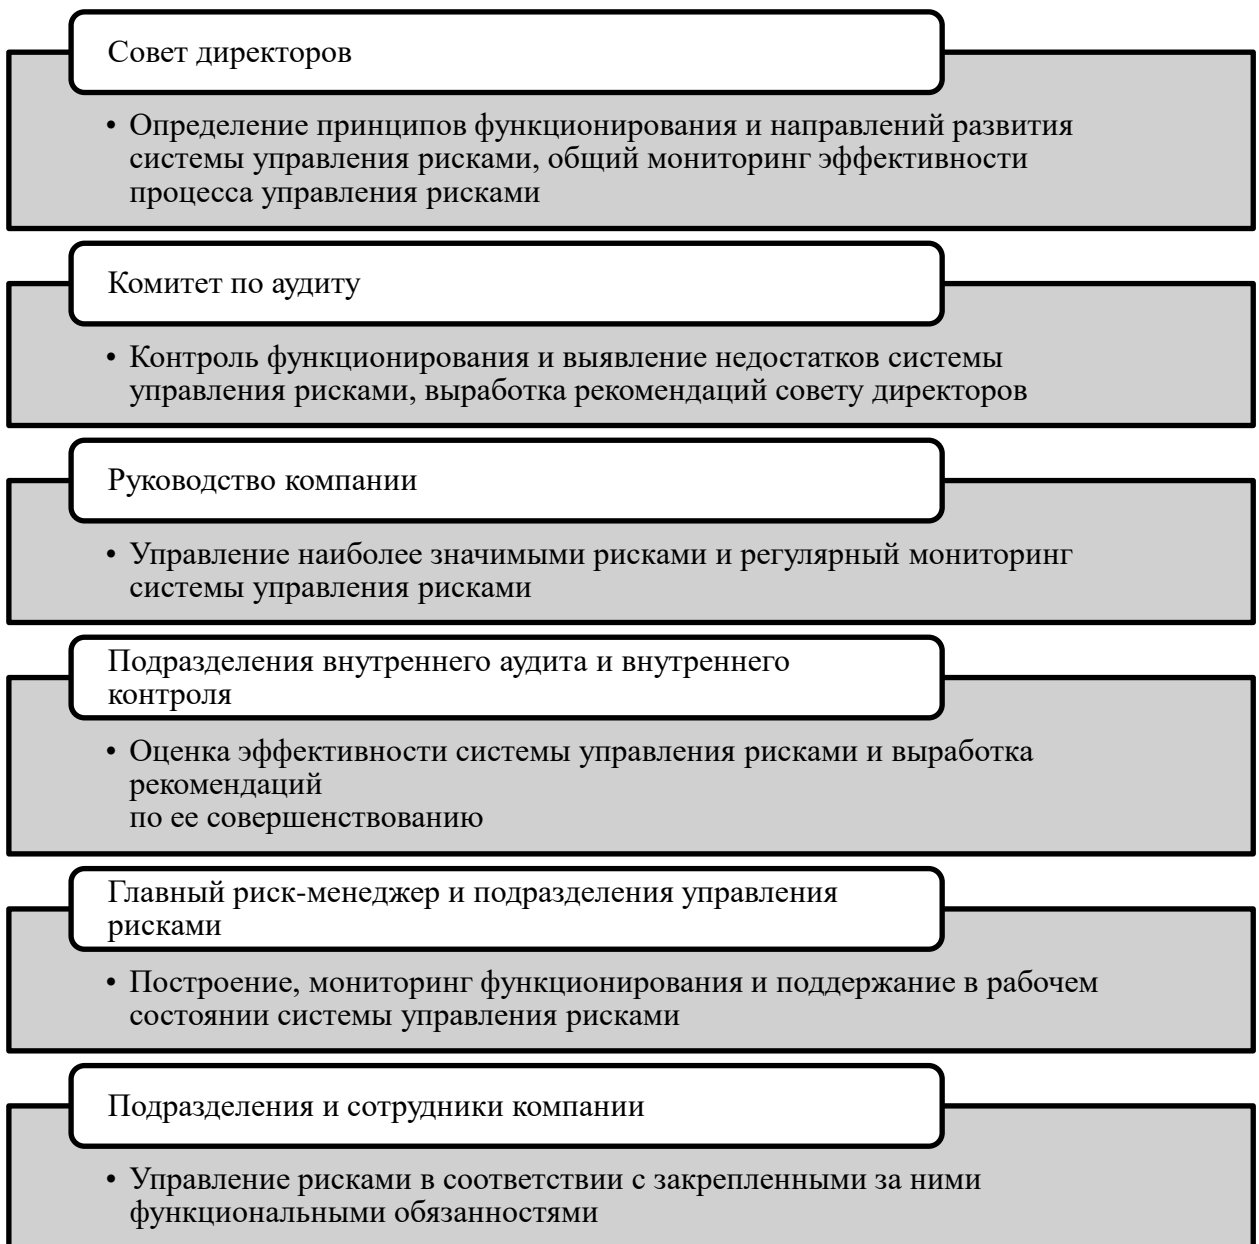 Совет директоров
• Определение принципов функционирования и направлений развития
системы управления рисками, общий мониторинг эффективности
процесса управления рисками
Комитет по аудиту
• Контроль функционирования и выявление недостатков системы
управления рисками, выработка рекомендаций совету директоров
Руководство компании
• Управление наиболее значимыми рисками и регулярный мониторинг
системы управления рисками
Подразделения внутреннего аудита и внутреннего
контроля
• Оценка эффективности системы управления рисками и выработка
рекомендаций
по ее совершенствованию
Главный риск-менеджер и подразделения управления
рисками
• Построение, мониторинг функционирования и поддержание в рабочем
состоянии системы управления рисками
Подразделения и сотрудники компании
• Управление рисками в соответствии с закрепленными за ними
функциональными обязанностями